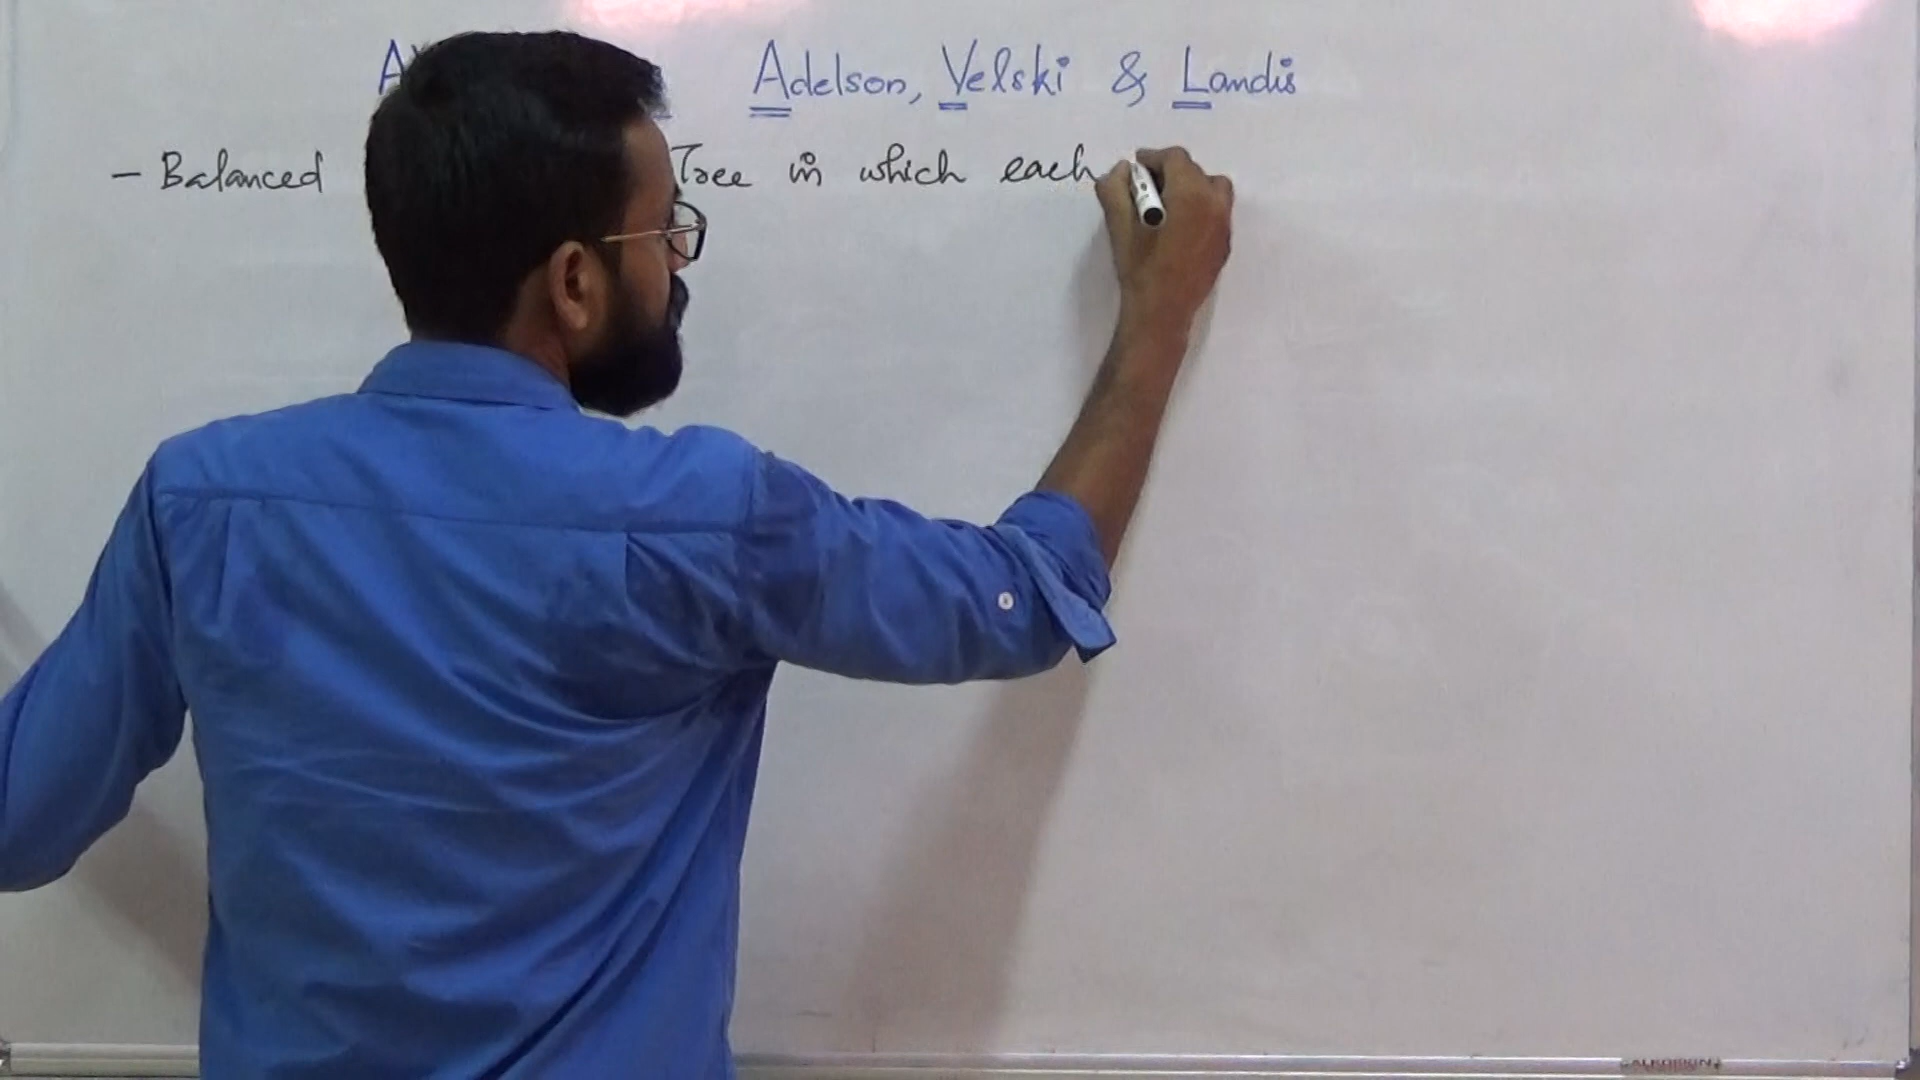 Adelson, Velski & Landis
- Balanced Tree in which each